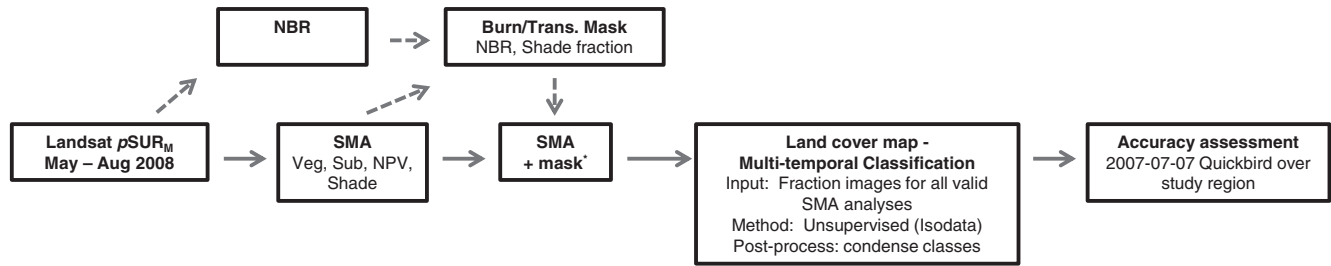 NBR
Burn/Trans. Mask
NBR, Shade fraction
Landsat pSUR_M
May – Aug 2008
SMA
Veg, Sub, NPV,
Shade
SMA
+ mask*
Land cover map -
Multi-temporal Classification
Input: Fraction images for all valid
SMA analyses
Method: Unsupervised (Isodata)
Post-process: condense classes
Accuracy assessment
2007-07-07 Quickbird over
study region